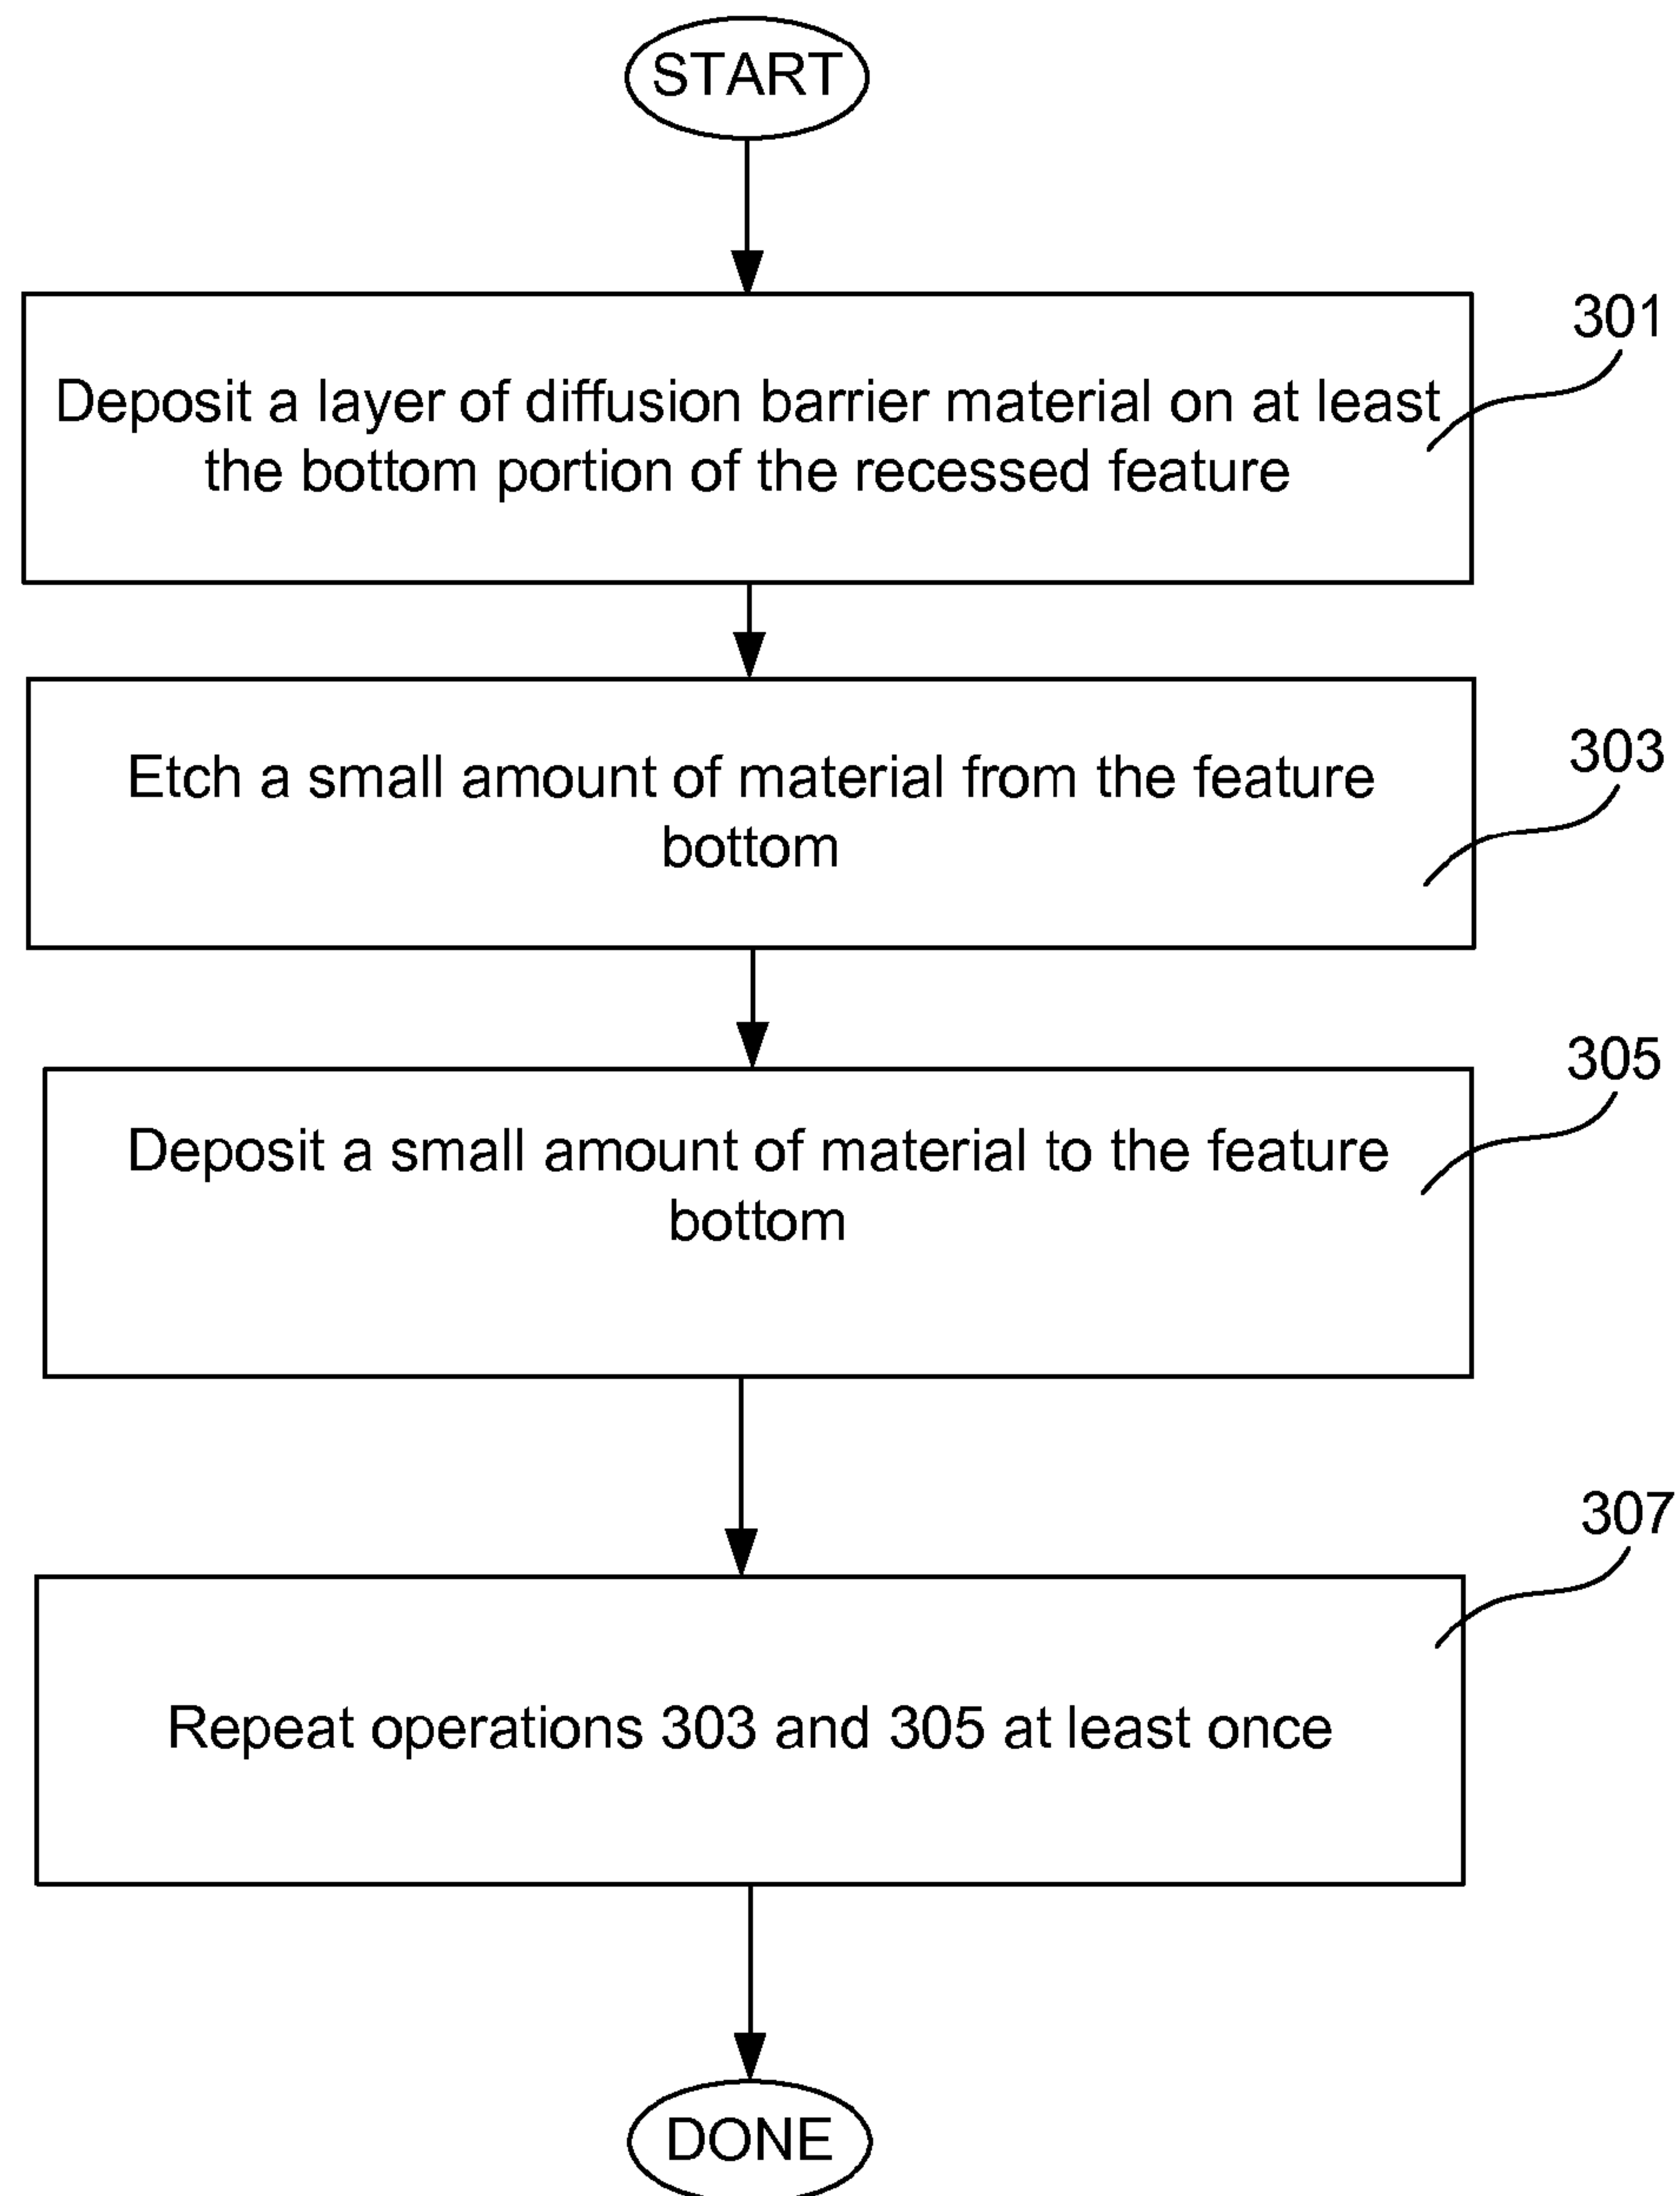 START
301
Deposit a layer of diffusion barrier material on at least
the bottom portion of the recessed feature
303
Etch a small amount of material from the feature
bottom
305
Deposit a small amount of material to the feature
bottom
307
Repeat operations 303 and 305 at least once
DONE